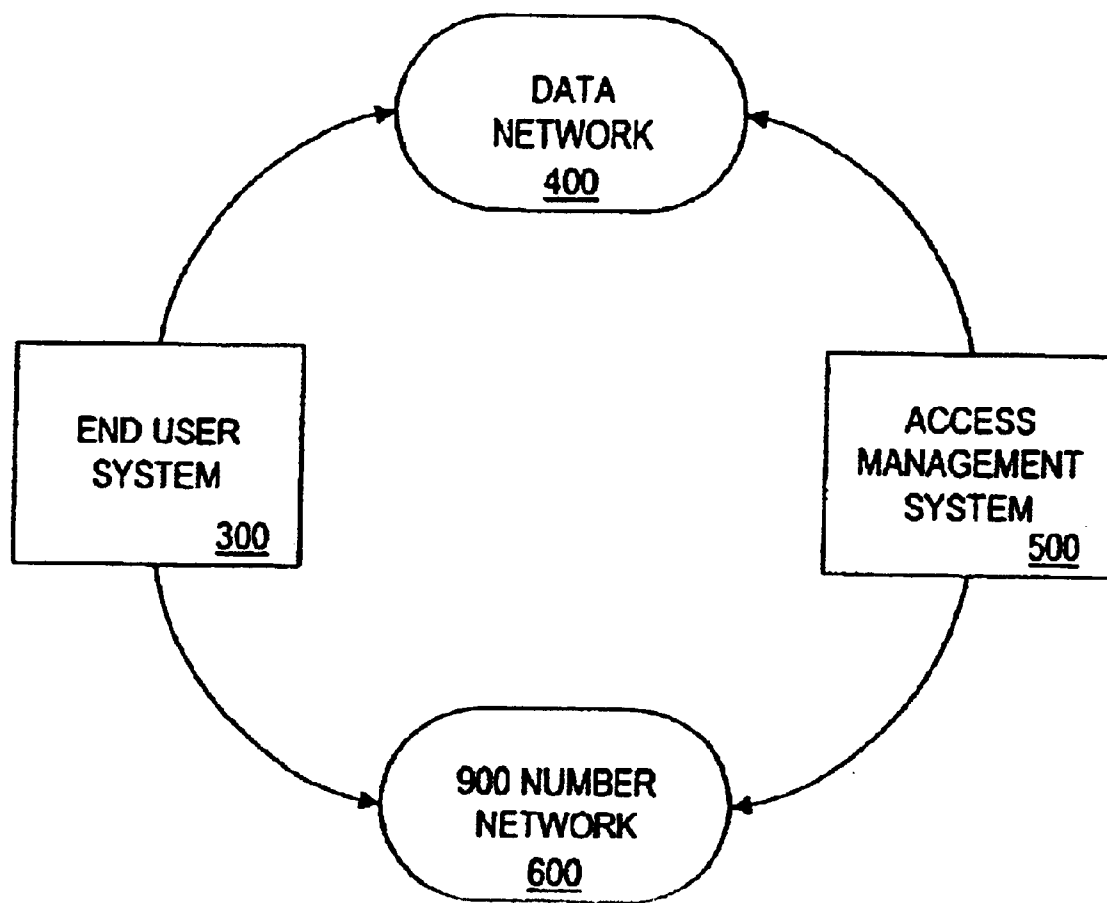 DATA
NETWORK
400
END USER
SYSTEM
300
ACCESS
MANAGEMENT
SYSTEM
500
900 NUMBER
NETWORK
600